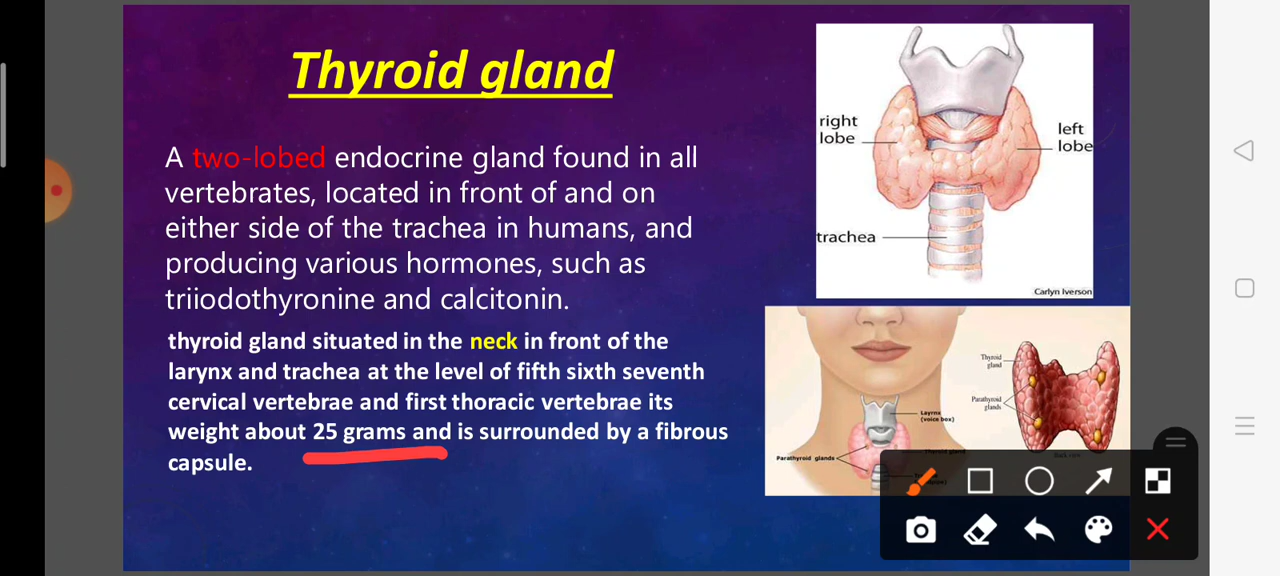 Thyroid gland
A two-lobed endocrine gland found in all
vertebrates, located in front of and on
either side of the trachea in humans, and
producing various hormones, such as
triiodothyronine and calcitonin.
thyroid gland situated in the neck in front of the
larynx and trachea at the level of fifth sixth seventh
cervical vertebrae and first thoracic vertebrae its
weight about 25 grams and is surrounded by a fibrous
capsule.
right
lobe
left
lobe
trachea
Carlyn Iverson
Thyroid
gland
Parathyroid
glands
Larynx
(voice box)
Parathyroid glands